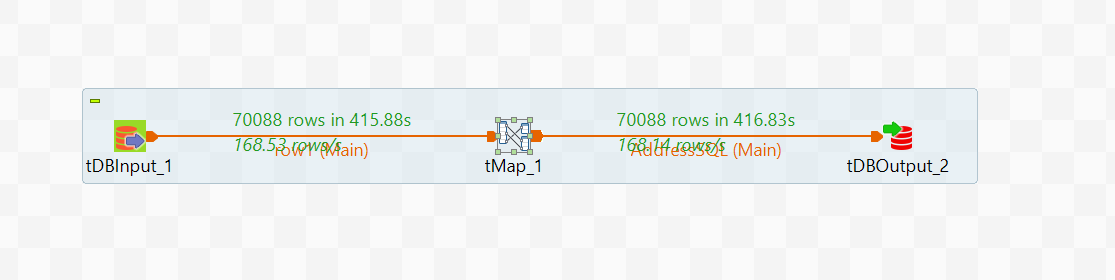 70088 rows in 415.88s
168.53 rows/s
row1 (Main)
tDBInput_1
tMap_1
70088 rows in 416.83s
168.14 rows/s
AddressSQL (Main)
tDBOutput_2